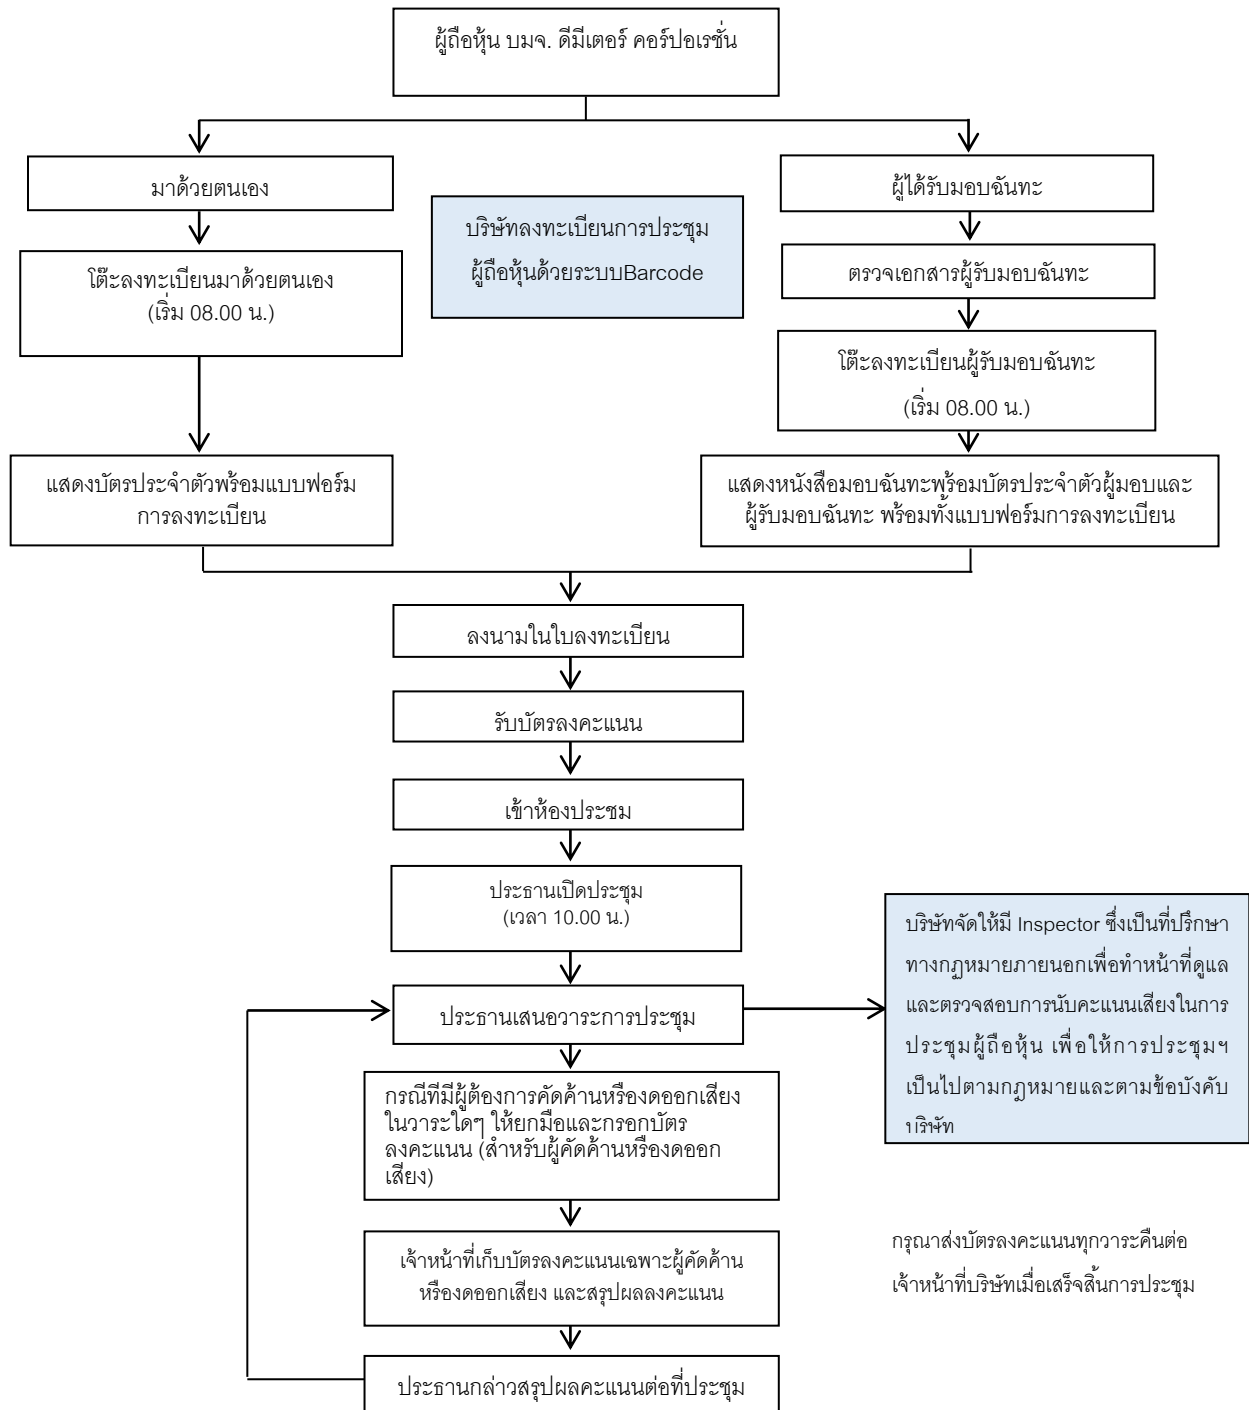 ผู้ถือหุ้น บมจ. ดีมีเตอร์ คอร์ปอเรชั่น
มาด้วยตนเอง
ผู้ได้รับมอบฉันทะ
บริษัทลงทะเบียนการประชุม
ผู้ถือหุ้นด้วยระบบBarcode
โต๊ะลงทะเบียนมาด้วยตนเอง
(เริ่ม 08.00 น.)
ตรวจเอกสารผู้รับมอบฉันทะ
โต๊ะลงทะเบียนผู้รับมอบฉันทะ
(เริ่ม 08.00 น.)
แสดงบัตรประจำตัวพร้อมแบบฟอร์ม
การลงทะเบียน
แสดงหนังสือมอบฉันทะพร้อมบัตรประจำตัวผู้มอบและ
ผู้รับมอบฉันทะ พร้อมทั้งแบบฟอร์มการลงทะเบียน
ลงนามในใบลงทะเบียน
รับบัตรลงคะแนน
เข้าห้องประชม
ประธานเปิดประชุม
(เวลา 10.00 น.)
ประธานเสนอวาระการประชุม
บริษัทจัดให้มี Inspector ซึ่งเป็นที่ปรึกษา
ทางกฏหมายภายนอกเพื่อทำหน้าที่ดูแล
และตรวจสอบการนับคะแนนเสียงในการ
ประชุมผู้ถือหุ้น เพื่อให้การประชุมฯ
เป็นไปตามกฎหมายและตามข้อบังคับ
บริษัท
กรณีทีมีผู้ต้องการคัดค้านหรืองดออกเสียง
ในวาระใดๆ ให้ยกมือและกรอกบัตร
ลงคะแนน (สำหรับผู้คัดค้านหรืองดออก
เสียง)
เจ้าหน้าที่เก็บบัตรลงคะแนนเฉพาะผู้คัดค้าน
หรืองดออกเสียง และสรุปผลลงคะแนน
กรุณาส่งบัตรลงคะแนนทุกวาระคืนต่อ
เจ้าหน้าที่บริษัทเมื่อเสร็จสิ้นการประชุม
ประธานกล่าวสรุปผลคะแนนต่อที่ประชุม